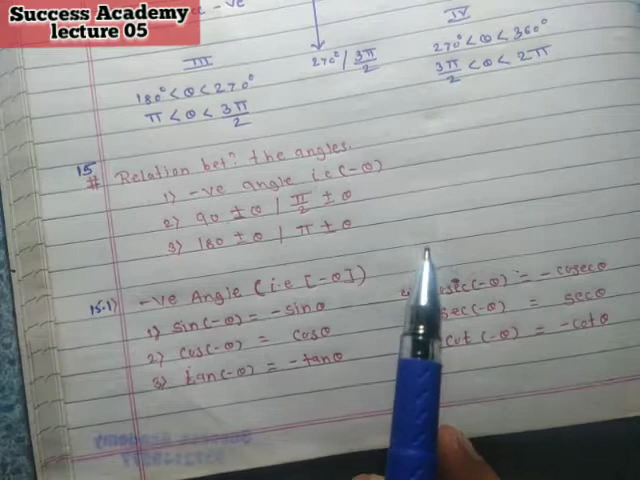 Success Academy
lecture 05
-ve
III
180° < θ < 270°
π < θ < 3π/2
270° / 3π/2
IV
270° < θ < 360°
3π/2 < θ < 2π
15
# Relation betn the angles.
1) -ve angle i.e (-θ)
2) 90 ± θ / π/2 ± θ
3) 180 ± θ / π ± θ
15.1) -ve Angle (i.e [-θ])
1) sin(-θ) = -sinθ
2) cos(-θ) = cosθ
3) tan(-θ) = -tanθ
cosec(-θ) = -cosecθ
sec(-θ) = secθ
cot(-θ) = -cotθ